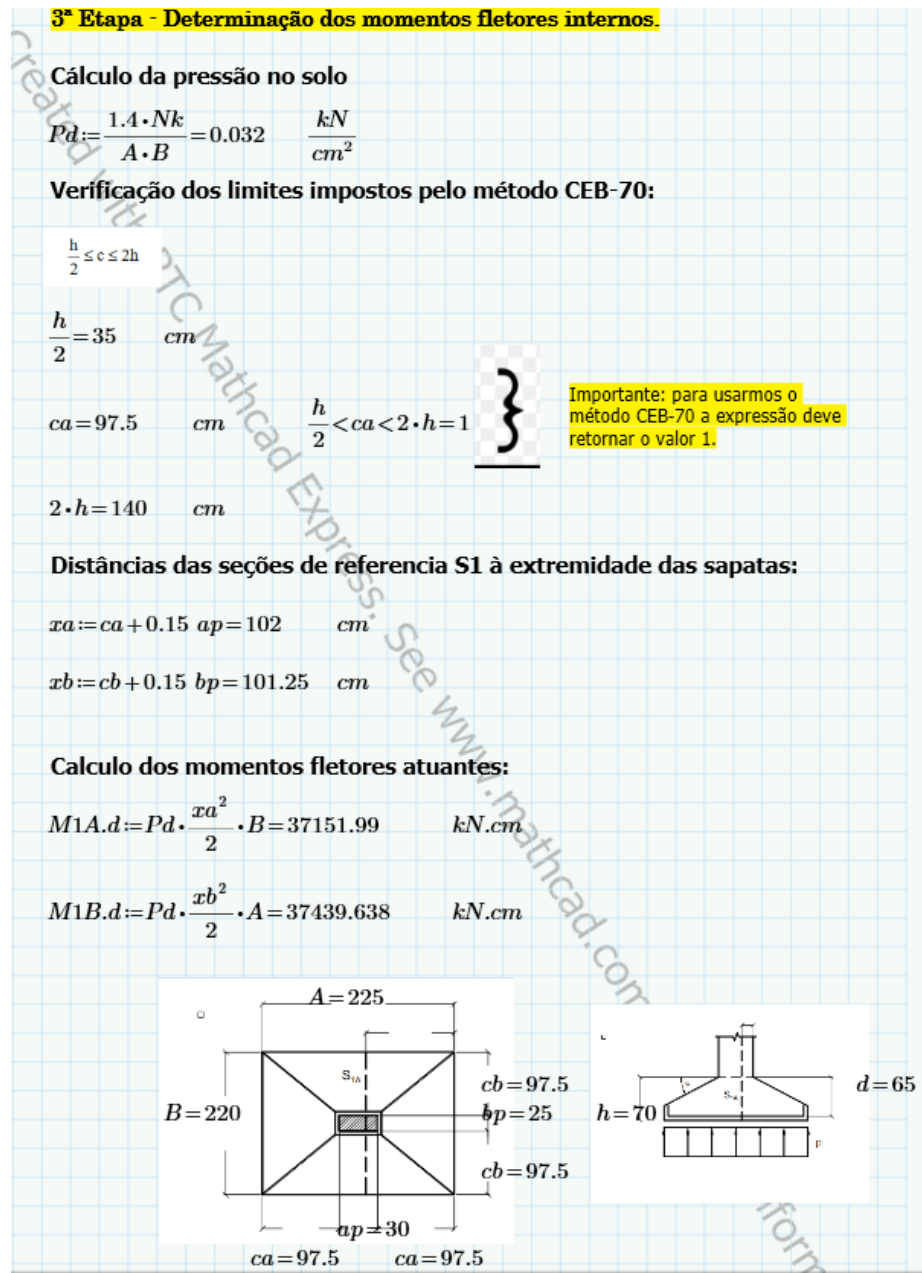 3ª Etapa - Determinação dos momentos fletores internos.
Cálculo da pressão no solo
Pd := 1.4 · Nk / A · B = 0.032 kN / cm²
Verificação dos limites impostos pelo método CEB-70:
h/2 ≤ c ≤ 2h
h/2 = 35 cm
ca = 97.5 cm h/2 < ca < 2 · h = 1 }
Importante: para usarmos o
método CEB-70 a expressão deve
retornar o valor 1.
2 · h = 140 cm
Distâncias das seções de referencia S1 à extremidade das sapatas:
xa := ca + 0.15 ap = 102 cm
xb := cb + 0.15 bp = 101.25 cm
Calculo dos momentos fletores atuantes:
M1A.d := Pd · xa²/2 · B = 37151.99 kN.cm
M1B.d := Pd · xb²/2 · A = 37439.638 kN.cm
A = 225
S1A
cb = 97.5
B = 220
bp = 25
cb = 97.5
ap = 30
ca = 97.5
ca = 97.5
d = 65
h = 70
p
Created with PTC Mathcad Express. See www.mathcad.com